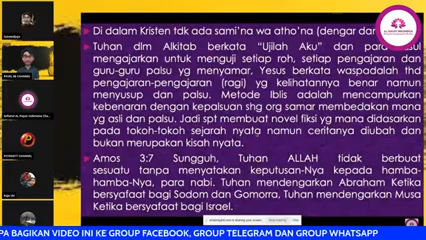 Di dalam Kristen tdk ada sami'na wa atho'na (dengar dan
Tuhan dlm Alkitab berkata "Ujilah Aku" dan para
mengajarkan untuk menguji setiap roh, setiap pengajaran dan
guru-guru palsu yg menyamar, Yesus berkata waspadalah thd
pengajaran-pengajaran (ragi) yg kelihatannya benar namun
menyusup dan palsu. Metode Iblis adalah mencampurkan
kebenaran dengan kepalsuan shg org samar membedakan mana
yg asli dan palsu. Jadi spt membuat novel fiksi yg mana didasarkan
pada tokoh-tokoh sejarah nyata namun ceritanya diubah dan
bukan merupakan kisah nyata.
Amos 3:7 Sungguh, Tuhan ALLAH tidak berbuat
sesuatu tanpa menyatakan keputusan-Nya kepada hamba-
hamba-Nya, para nabi. Tuhan mendengarkan Abraham Ketika
bersyafaat bagi Sodom dan Gomorra, Tuhan mendengarkan Musa
Ketika bersyafaat bagi Israel.
PA BAGIKAN VIDEO INI KE GROUP FACEBOOK, GROUP TELEGRAM DAN GROUP WHATSAPP